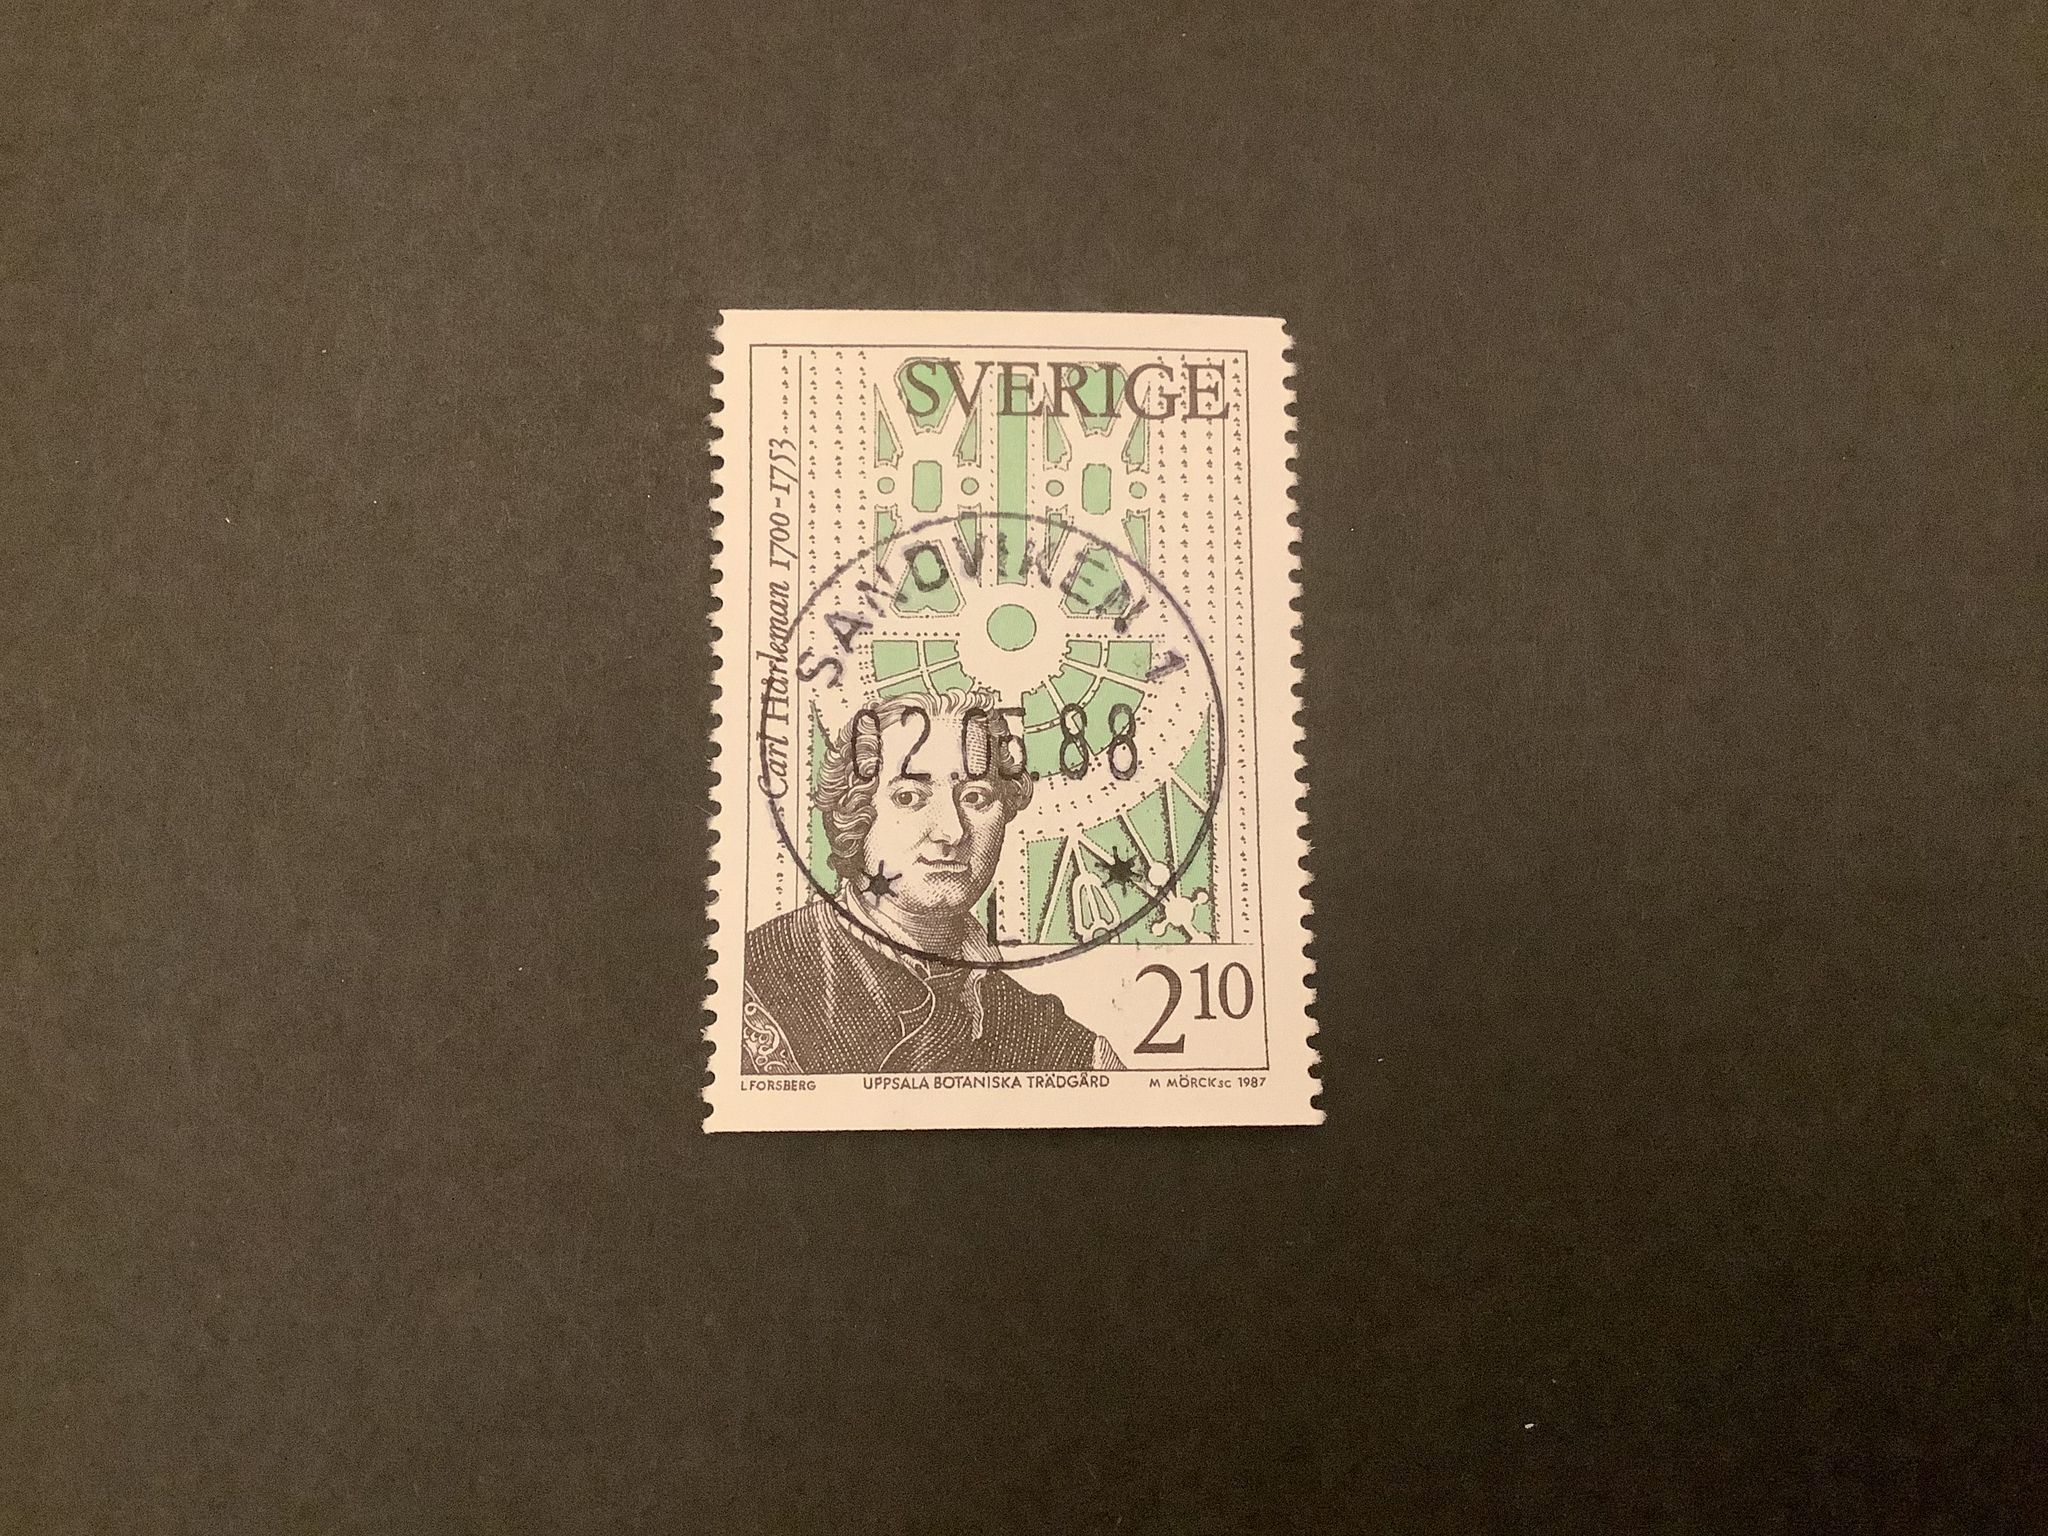 SVERIGE
Carl Hårleman 1700-1753
SANDVIKEN 1
02.05.88
L
2 10
L FORSBERG UPPSALA BOTANISKA TRÄDGÅRD M MÖRCK SC 1987